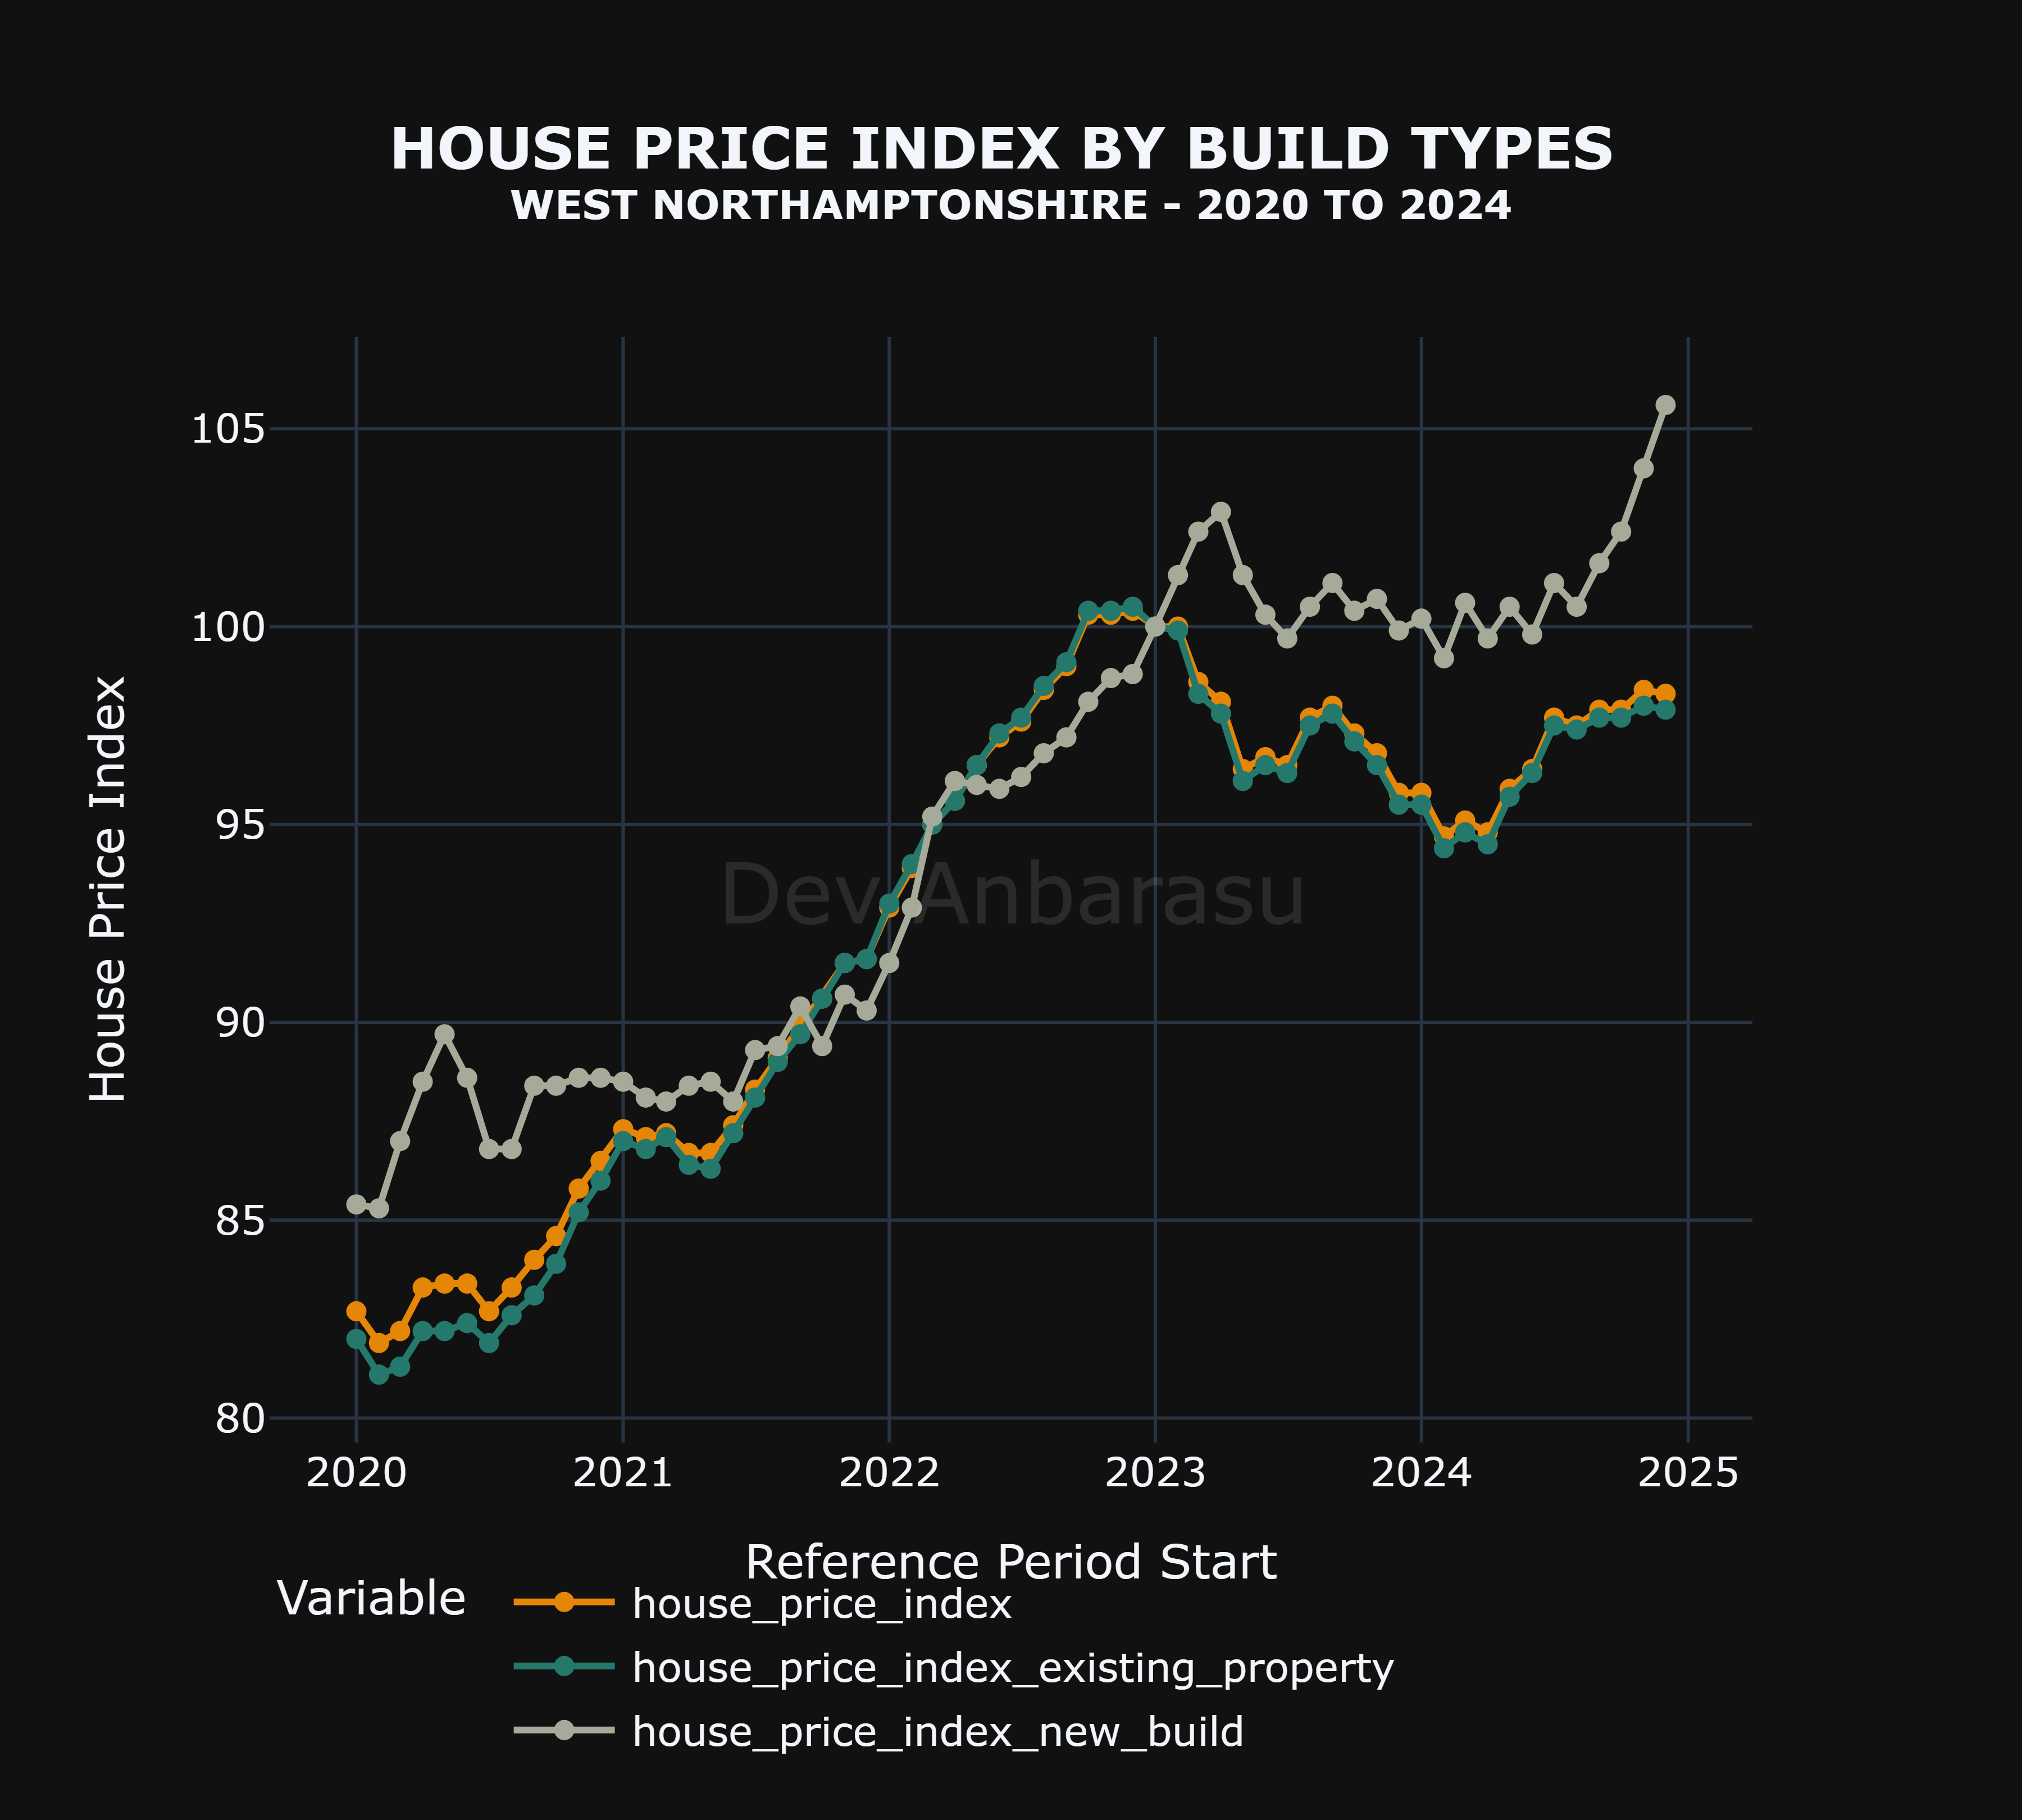 HOUSE PRICE INDEX BY BUILD TYPES
WEST NORTHAMPTONSHIRE – 2020 TO 2024
105
100
95
90
85
80
House Price Index
Dev Anbarasu
2020 2021 2022 2023 2024 2025
Reference Period Start
Variable
house_price_index
house_price_index_existing_property
house_price_index_new_build